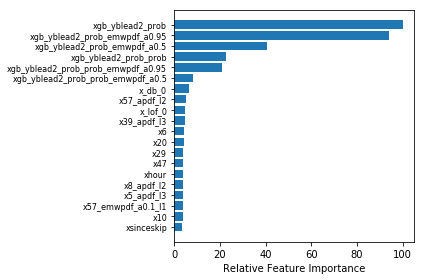 xgb_yblead2_prob
xgb_yblead2_prob_emwpdf_a0.95
xgb_yblead2_prob_emwpdf_a0.5
xgb_yblead2_prob_prob
xgb_yblead2_prob_prob_emwpdf_a0.95
xgb_yblead2_prob_prob_emwpdf_a0.5
x_db_0
x57_apdf_l2
x_lof_0
x39_apdf_l3
x6
x20
x29
x47
xhour
x8_apdf_l2
x5_apdf_l3
x57_emwpdf_a0.1_l1
x10
xsinceskip
0 20 40 60 80 100
Relative Feature Importance